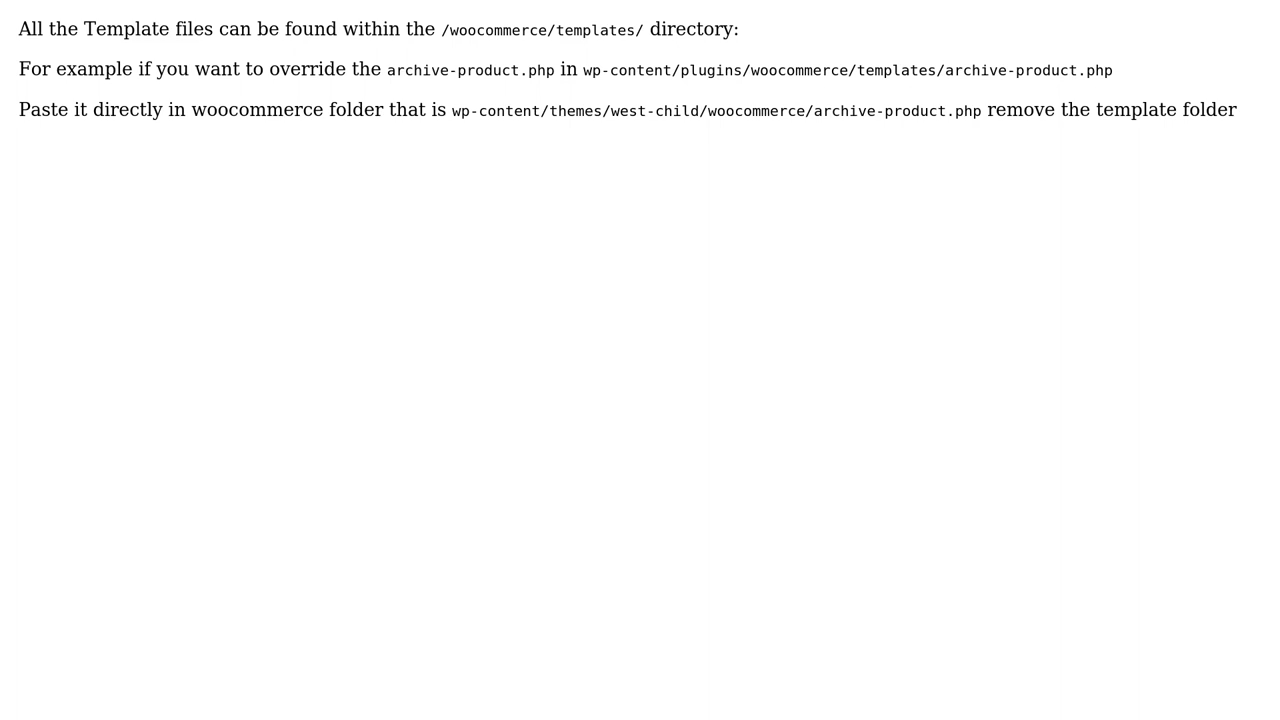 All the Template files can be found within the /woocommerce/templates/ directory:
For example if you want to override the archive-product.php in wp-content/plugins/woocommerce/templates/archive-product.php
Paste it directly in woocommerce folder that is wp-content/themes/west-child/woocommerce/archive-product.php remove the template folder